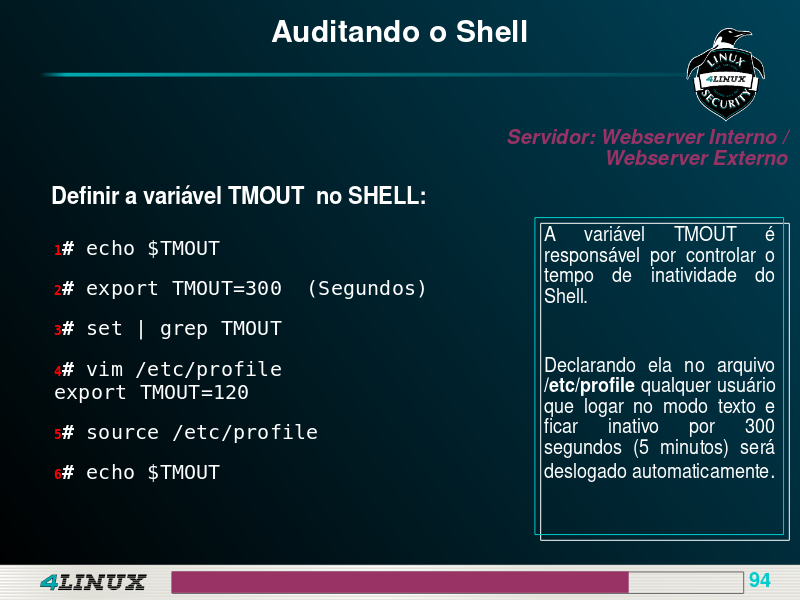 Auditando o Shell
LINUX
4LINUX
SECURITY
Servidor: Webserver Interno /
Webserver Externo
Definir a variável TMOUT  no SHELL:
1# echo $TMOUT
2# export TMOUT=300  (Segundos)
3# set | grep TMOUT
4# vim /etc/profile
export TMOUT=120
5# source /etc/profile
6# echo $TMOUT
A variável TMOUT é
responsável por controlar o
tempo de inatividade do
Shell.
Declarando ela no arquivo
/etc/profile qualquer usuário
que logar no modo texto e
ficar inativo por 300
segundos (5 minutos) será
deslogado automaticamente.
4LINUX
94